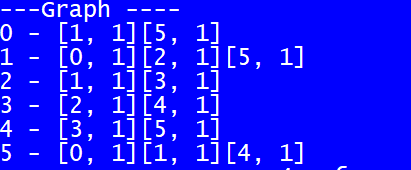 ---Graph ----
0 - [1, 1][5, 1]
1 - [0, 1][2, 1][5, 1]
2 - [1, 1][3, 1]
3 - [2, 1][4, 1]
4 - [3, 1][5, 1]
5 - [0, 1][1, 1][4, 1]